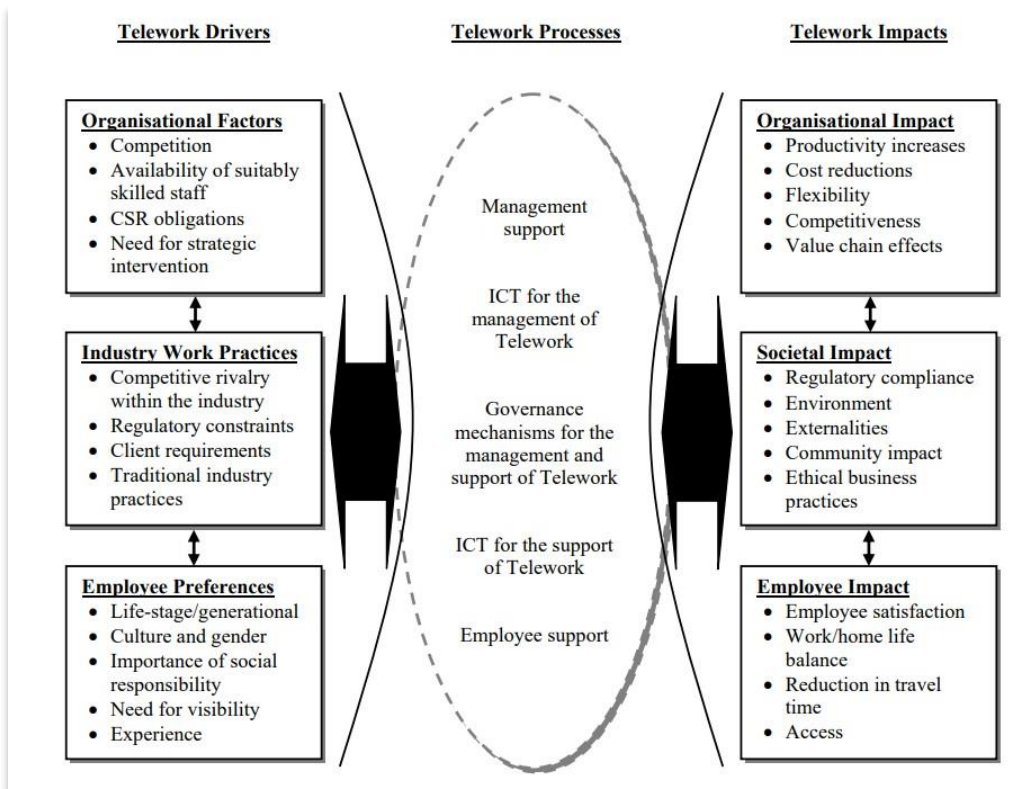 Telework Drivers
Organisational Factors
• Competition
• Availability of suitably
skilled staff
• CSR obligations
• Need for strategic
intervention
Industry Work Practices
• Competitive rivalry
within the industry
• Regulatory constraints
• Client requirements
• Traditional industry
practices
Employee Preferences
• Life-stage/generational
• Culture and gender
• Importance of social
responsibility
• Need for visibility
• Experience
Telework Processes
Management
support
ICT for the
management of
Telework
Governance
mechanisms for the
management and
support of Telework
ICT for the support
of Telework
Employee support
Telework Impacts
Organisational Impact
• Productivity increases
• Cost reductions
• Flexibility
• Competitiveness
• Value chain effects
Societal Impact
• Regulatory compliance
• Environment
• Externalities
• Community impact
• Ethical business
practices
Employee Impact
• Employee satisfaction
• Work/home life
balance
• Reduction in travel
time
• Access